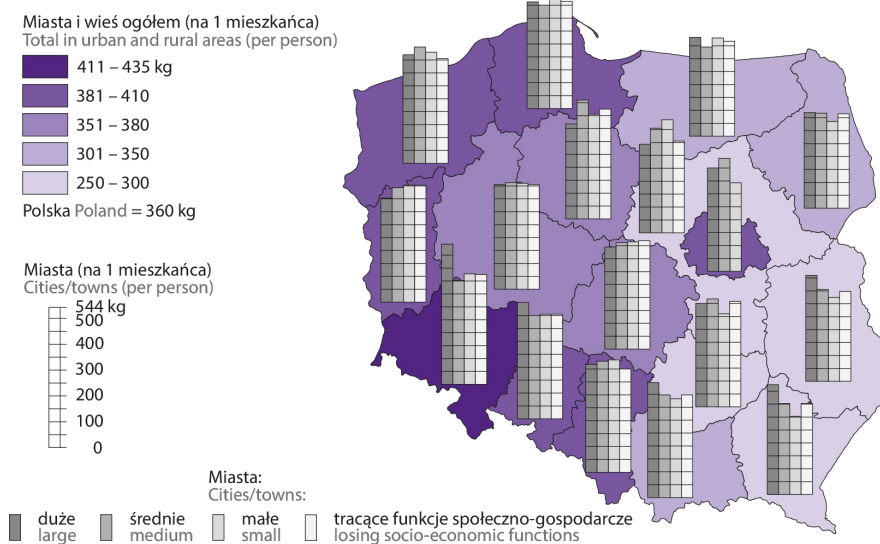 Miasta i wieś ogółem (na 1 mieszkańca)
Total in urban and rural areas (per person)
411 – 435 kg
381 – 410
351 – 380
301 – 350
250 – 300
Polska Poland = 360 kg
Miasta (na 1 mieszkańca)
Cities/towns (per person)
544 kg
500
400
300
200
100
0
Miasta:
Cities/towns:
duże
large
średnie
medium
małe
small
tracące funkcje społeczno-gospodarcze
losing socio-economic functions